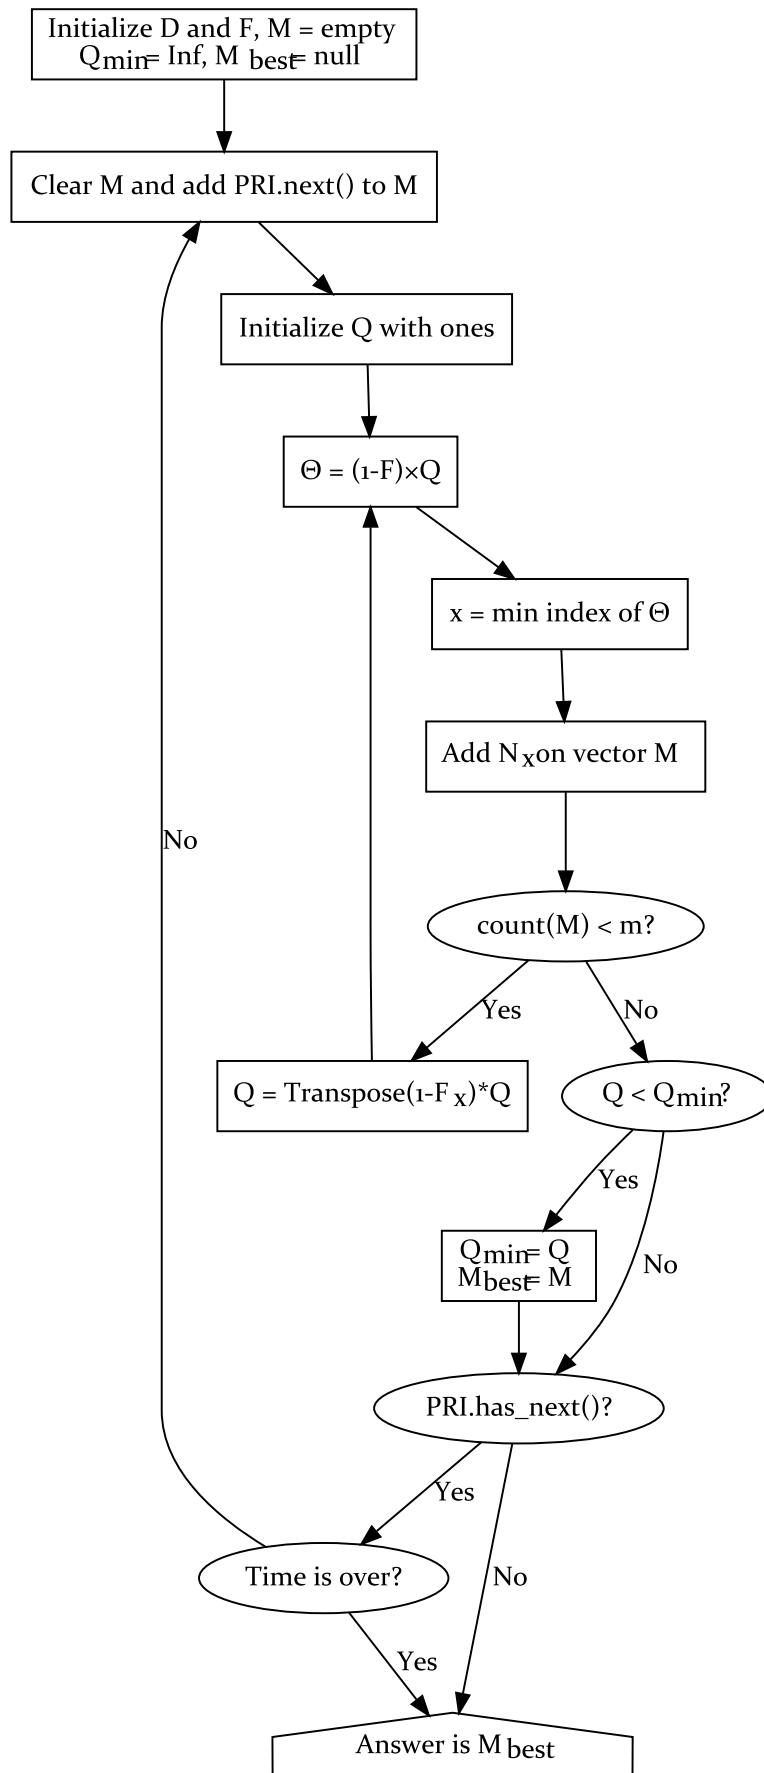 Initialize D and F, M = empty
Qmin= Inf, M best= null
Clear M and add PRI.next() to M
Initialize Q with ones
Θ = (1-F)×Q
x = min index of Θ
Add Nx on vector M
No
count(M) < m?
Yes
No
Q = Transpose(1-Fx)*Q
Q < Qmin?
Yes
Qmin= Q
Mbest= M
No
PRI.has_next()?
Yes
Time is over?
No
Yes
Answer is Mbest